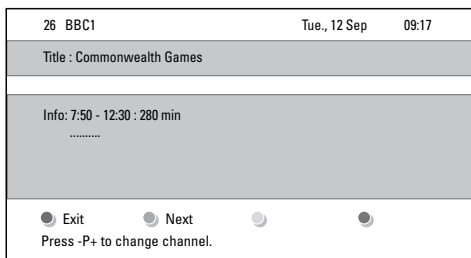 26 BBC1 Tue., 12 Sep 09:17
Title : Commonwealth Games
Info: 7:50 - 12:30 : 280 min
..........
Exit Next
Press -P+ to change channel.